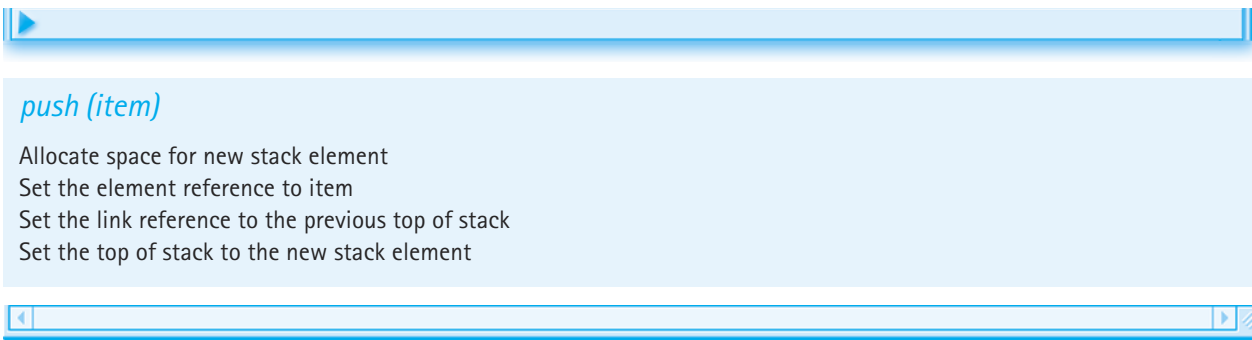 push (item)
Allocate space for new stack element
Set the element reference to item
Set the link reference to the previous top of stack
Set the top of stack to the new stack element